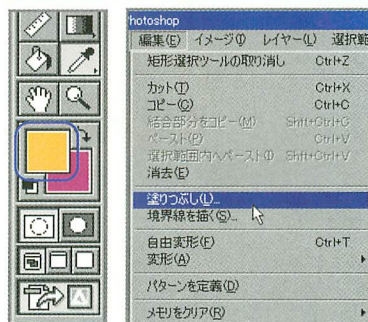 hotoshop
編集(E) イメージ(I) レイヤー(L) 選択範
矩形選択ツールの取り消し Ctrl+Z
カット(T) Ctrl+X
コピー(C) Ctrl+C
結合部分をコピー(M) Shift+Ctrl+C
ペースト(P) Ctrl+V
選択範囲内へペースト(I) Shift+Ctrl+V
消去(E)
塗りつぶし(L)...
境界線を描く(S)...
自由変形(F) Ctrl+T
変形(A)
パターンを定義(D)
メモリをクリア(R)